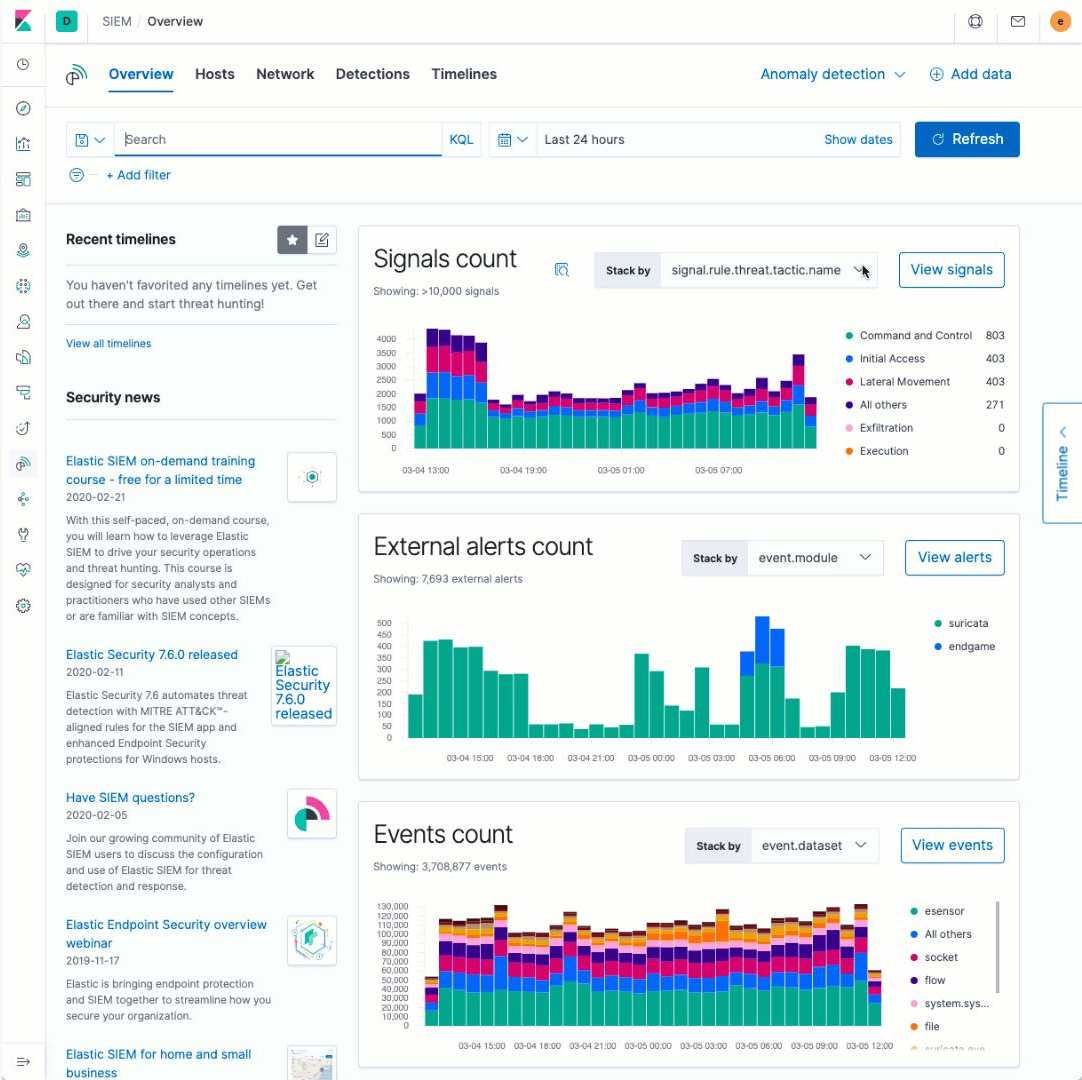 D SIEM / Overview e
Overview Hosts Network Detections Timelines Anomaly detection Add data
Search KQL Last 24 hours Show dates Refresh
+ Add filter
Recent timelines
You haven't favorited any timelines yet. Get
out there and start threat hunting!
View all timelines
Security news
Elastic SIEM on-demand training
course - free for a limited time
2020-02-21
With this self-paced, on-demand course,
you will learn how to leverage Elastic
SIEM to drive your security operations
and threat hunting. This course is
designed for security analysts and
practitioners who have used other SIEMs
or are familiar with SIEM concepts.
Elastic Security 7.6.0 released
2020-02-11
Elastic Security 7.6 automates threat
detection with MITRE ATT&CK™-
aligned rules for the SIEM app and
enhanced Endpoint Security
protections for Windows hosts.
Elastic
Security
7.6.0
released
Have SIEM questions?
2020-02-05
Join our growing community of Elastic
SIEM users to discuss the configuration
and use of Elastic SIEM for threat
detection and response.
Elastic Endpoint Security overview
webinar
2019-11-17
Elastic is bringing endpoint protection
and SIEM together to streamline how you
secure your organization.
Elastic SIEM for home and small
business
Signals count
Showing: >10,000 signals
Stack by signal.rule.threat.tactic.name View signals
4000
3500
3000
2500
2000
1500
1000
500
0
03-04 13:00 03-04 19:00 03-05 01:00 03-05 07:00
Command and Control 803
Initial Access 403
Lateral Movement 403
All others 271
Exfiltration 0
Execution 0
External alerts count
Showing: 7,693 external alerts
Stack by event.module View alerts
500
450
400
350
300
250
200
150
100
50
0
03-04 15:00 03-04 18:00 03-04 21:00 03-05 00:00 03-05 03:00 03-05 06:00 03-05 09:00 03-05 12:00
suricata
endgame
Events count
Showing: 3,708,877 events
Stack by event.dataset View events
130,000
120,000
110,000
100,000
90,000
80,000
70,000
60,000
50,000
40,000
30,000
20,000
10,000
0
03-04 15:00 03-04 18:00 03-04 21:00 03-05 00:00 03-05 03:00 03-05 06:00 03-05 09:00 03-05 12:00
esensor
All others
socket
flow
system.sys...
file
Timeline